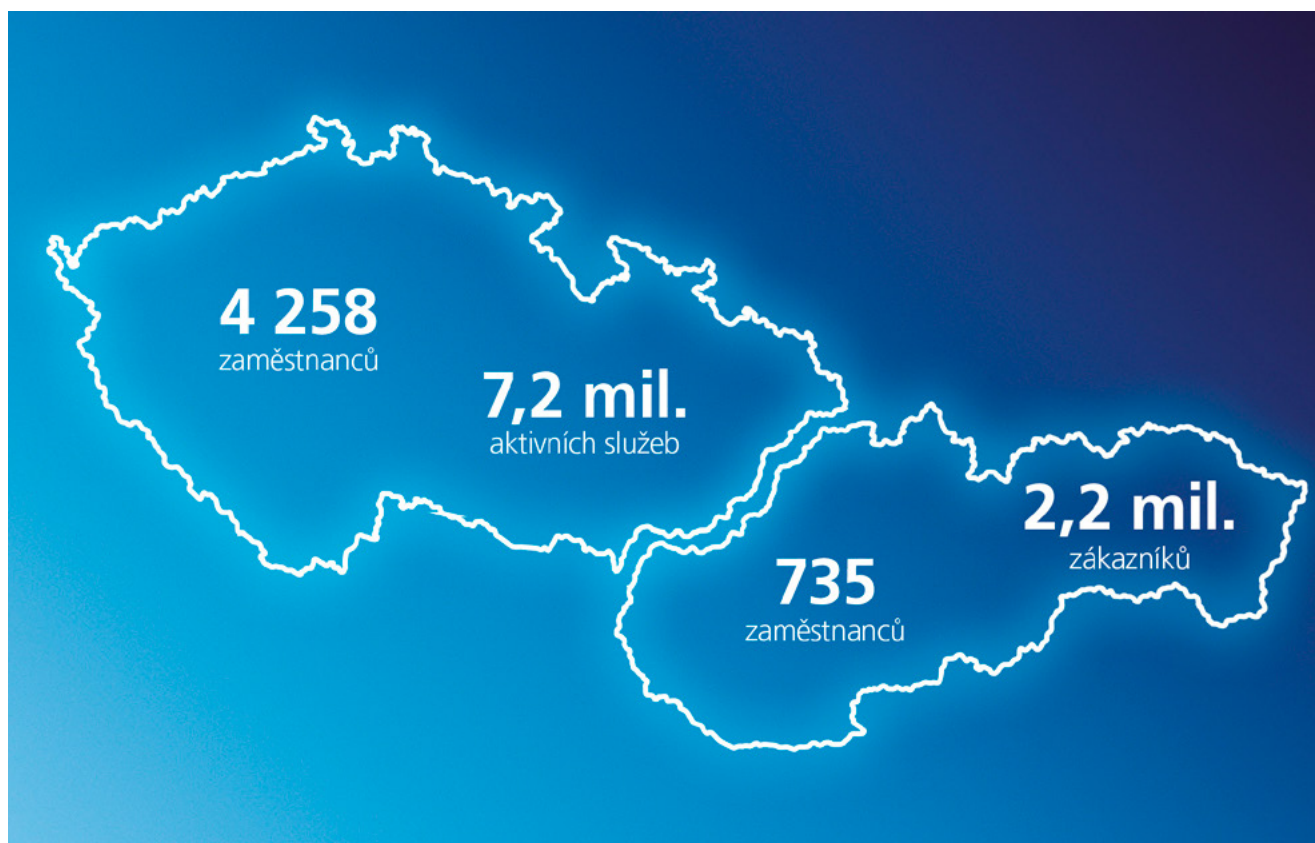 4 258
zaměstnanců
7,2 mil.
aktivních služeb
2,2 mil.
zákazníků
735
zaměstnanců